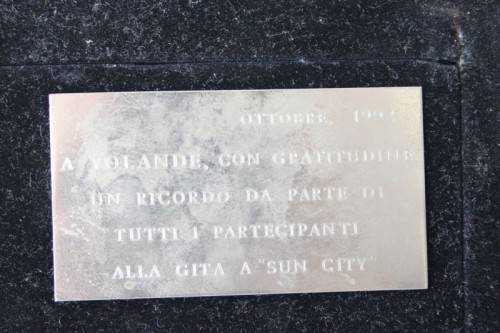 OTTOBRE,
A YOLANDE, CON GRATITUDINE
UN RICORDO DA PARTE DI
TUTTI I PARTECIPANTI
ALLA GITA A "SUN CITY"